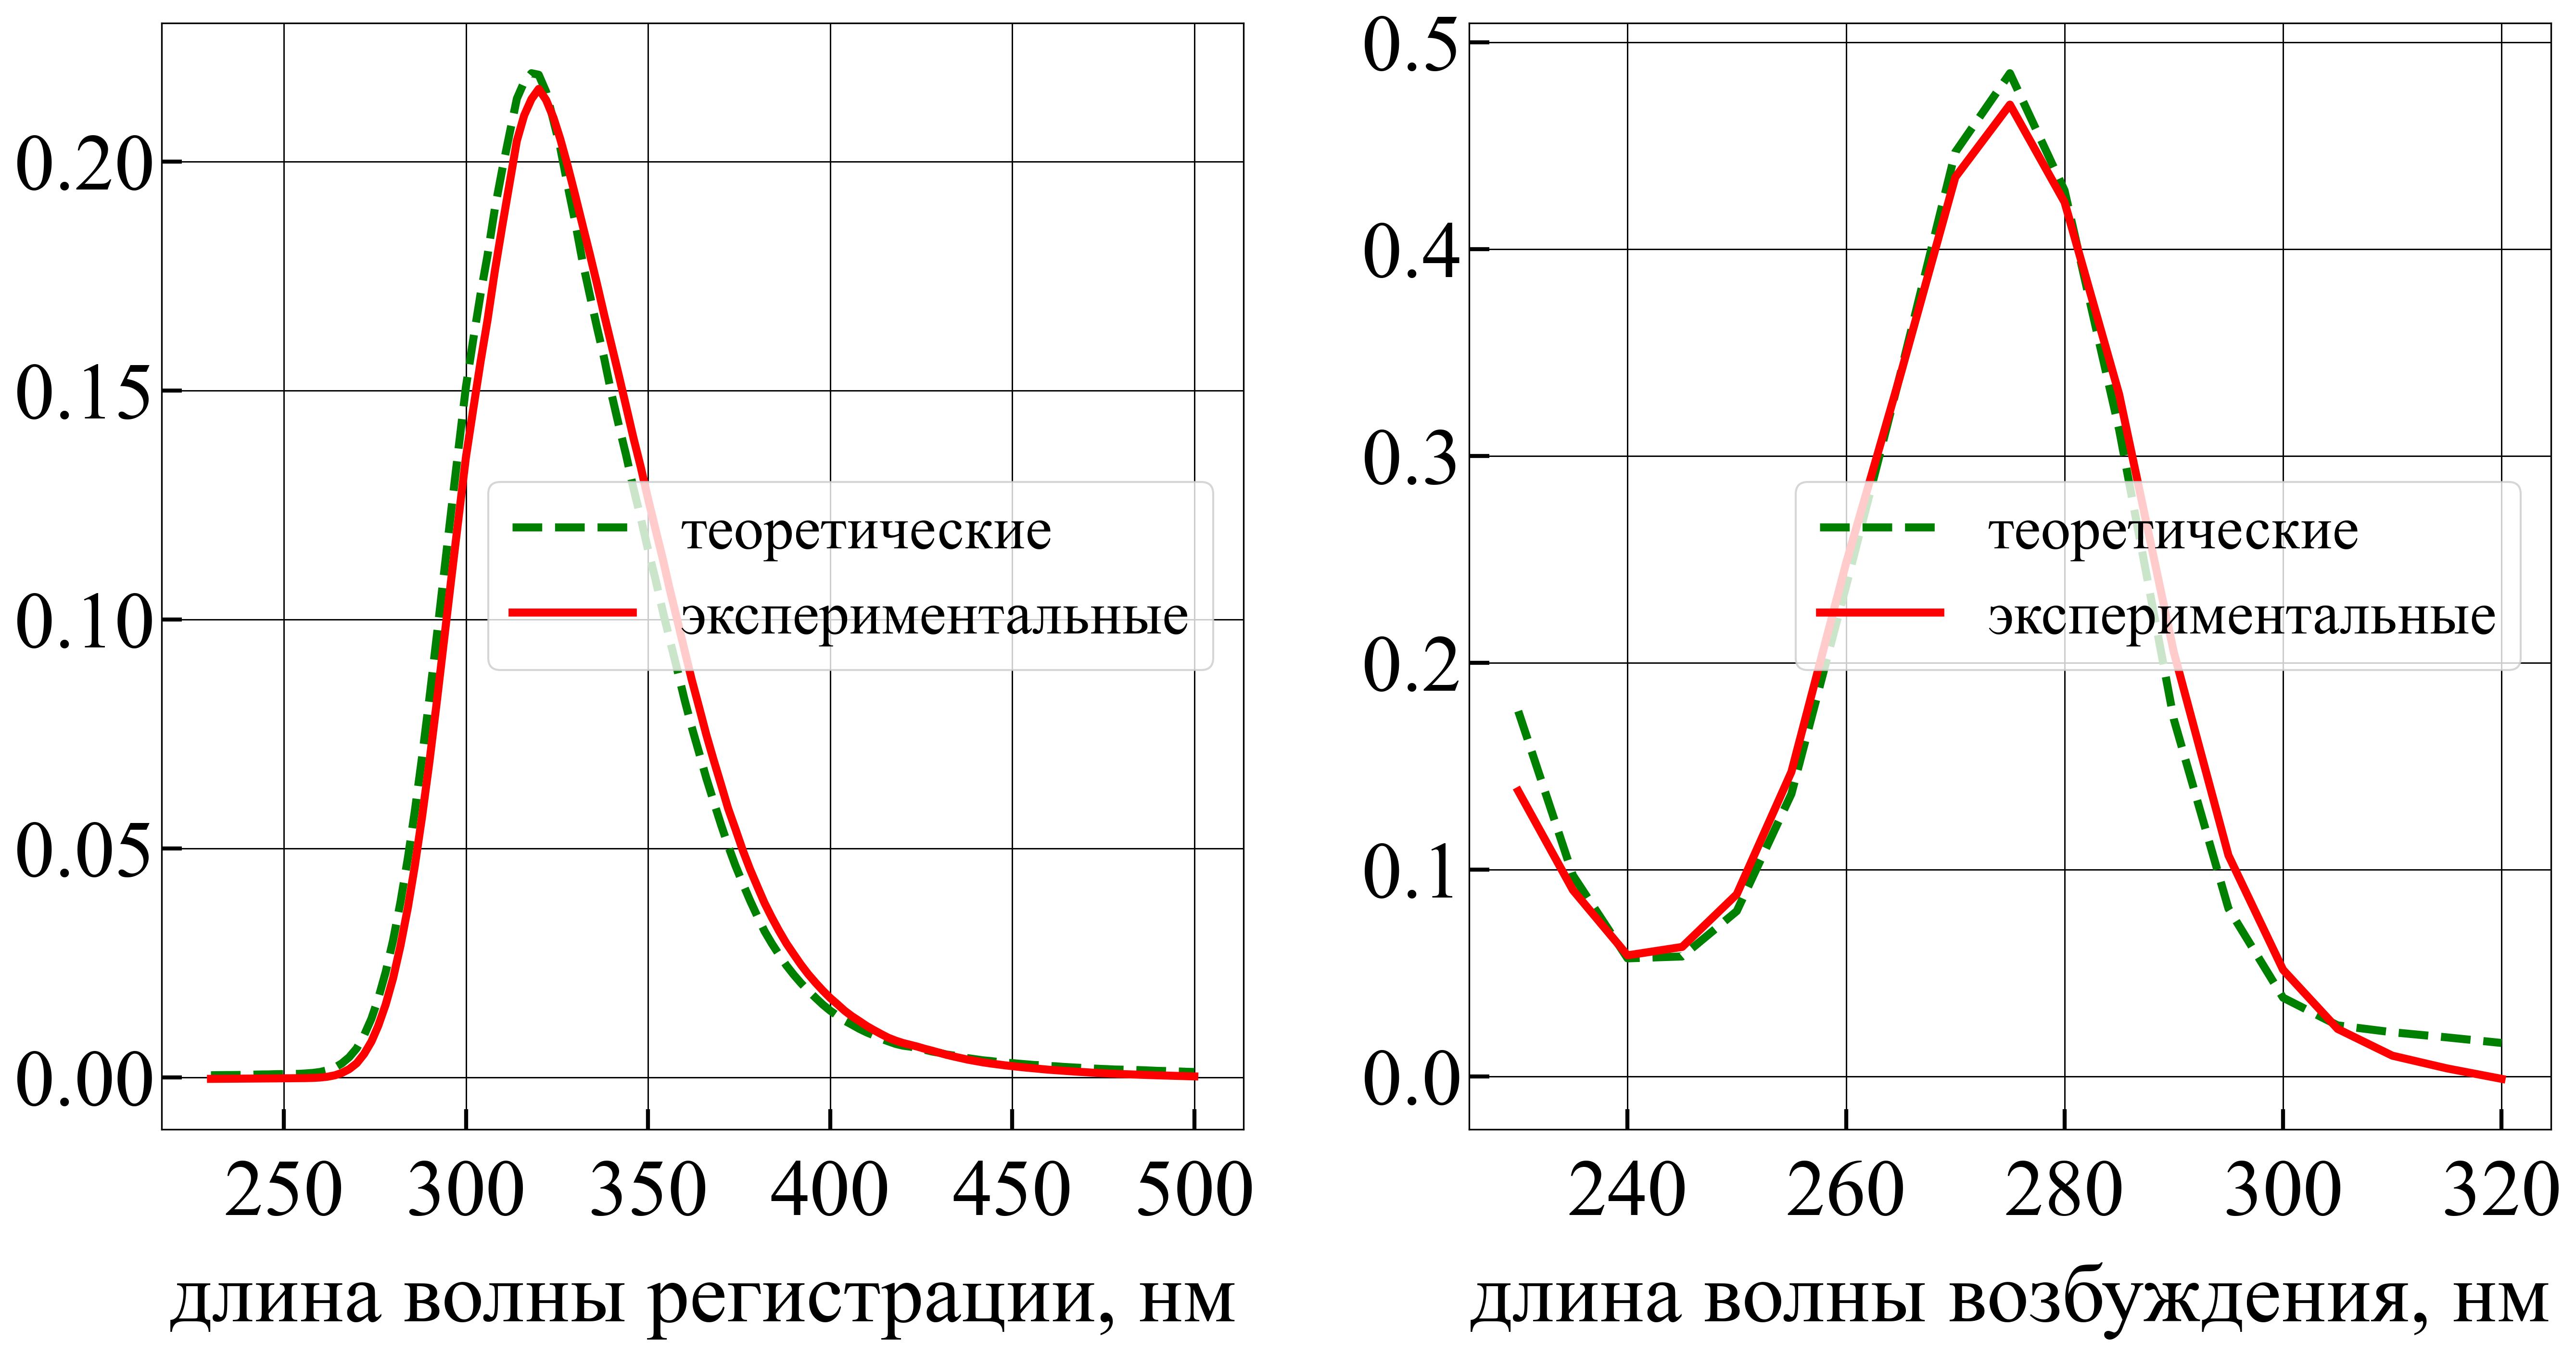 0.20
0.15
0.10
0.05
0.00
250 300 350 400 450 500
длина волны регистрации, нм
теоретические
экспериментальные
0.5
0.4
0.3
0.2
0.1
0.0
240 260 280 300 320
длина волны возбуждения, нм
теоретические
экспериментальные